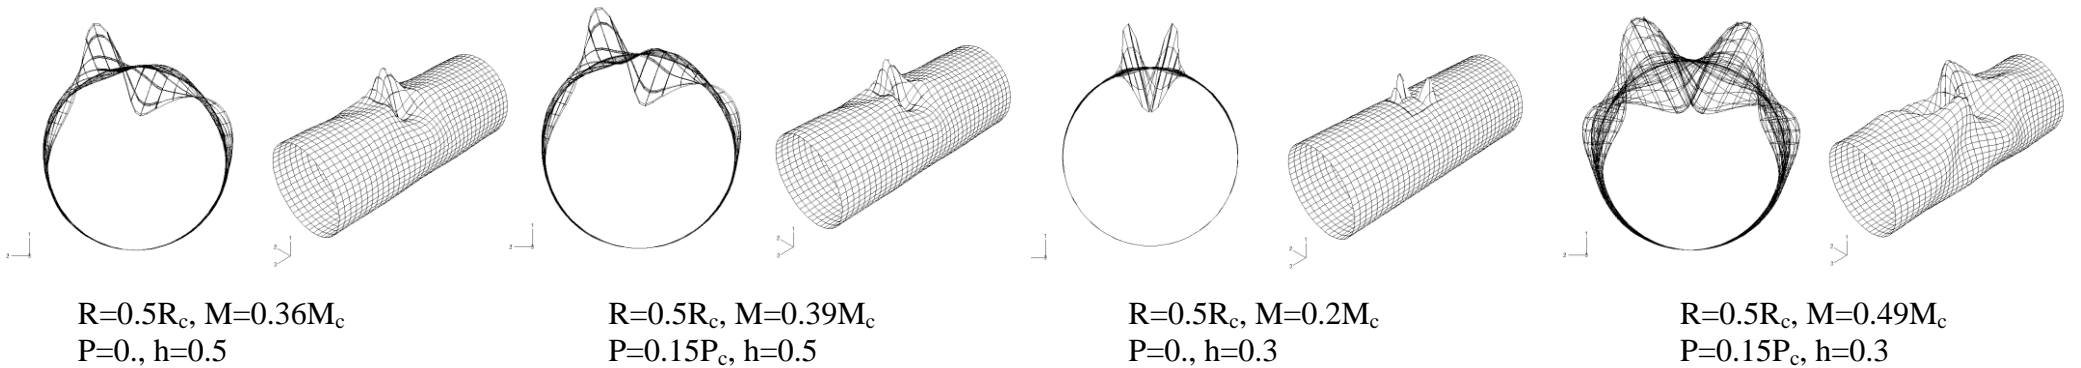 R=0.5Rc, M=0.36Mc
P=0., h=0.5
R=0.5Rc, M=0.39Mc
P=0.15Pc, h=0.5
R=0.5Rc, M=0.2Mc
P=0., h=0.3
R=0.5Rc, M=0.49Mc
P=0.15Pc, h=0.3